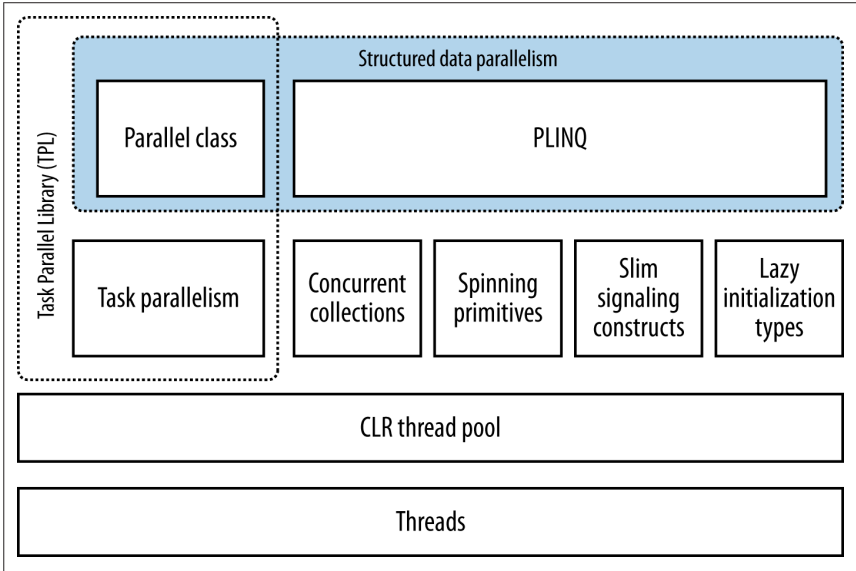 Structured data parallelism
Task Parallel Library (TPL)
Parallel class
PLINQ
Task parallelism
Concurrent
collections
Spinning
primitives
Slim
signaling
constructs
Lazy
initialization
types
CLR thread pool
Threads